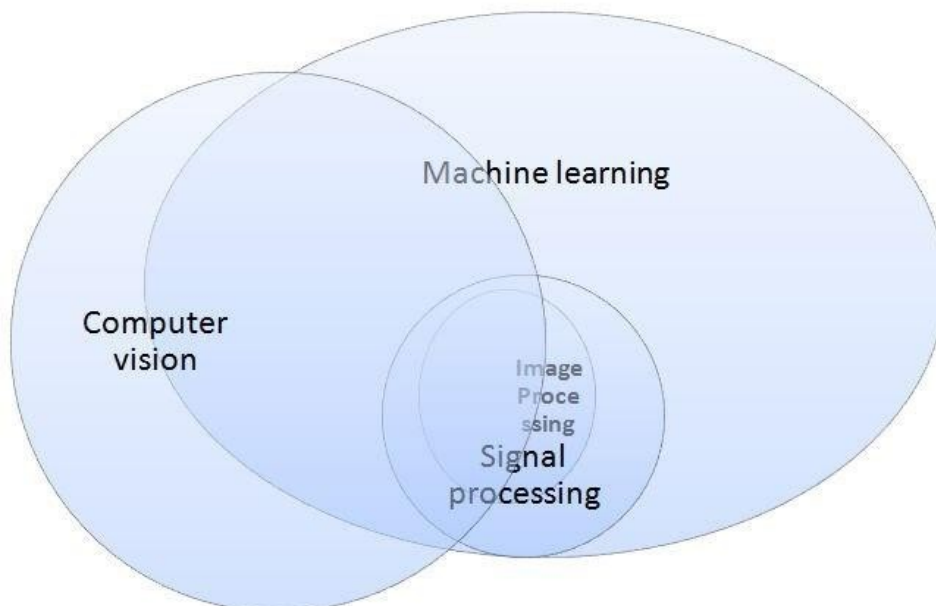 Machine learning
Computer
vision
Image
Proce
ssing
Signal
processing